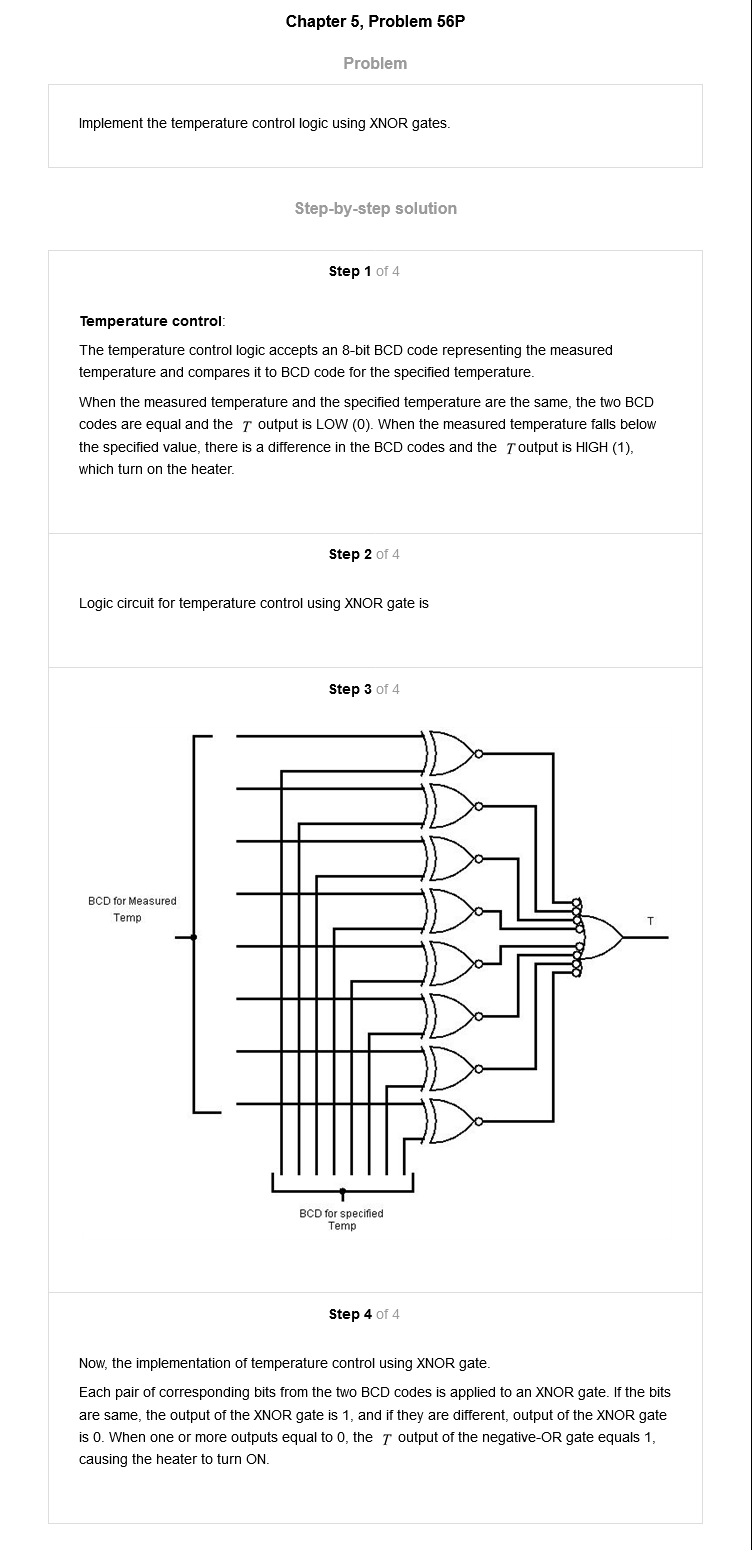 Chapter 5, Problem 56P
Problem
Implement the temperature control logic using XNOR gates.
Step-by-step solution
Step 1 of 4
Temperature control:
The temperature control logic accepts an 8-bit BCD code representing the measured
temperature and compares it to BCD code for the specified temperature.
When the measured temperature and the specified temperature are the same, the two BCD
codes are equal and the T output is LOW (0). When the measured temperature falls below
the specified value, there is a difference in the BCD codes and the T output is HIGH (1),
which turn on the heater.
Step 2 of 4
Logic circuit for temperature control using XNOR gate is
Step 3 of 4
BCD for Measured
Temp
T
BCD for specified
Temp
Step 4 of 4
Now, the implementation of temperature control using XNOR gate.
Each pair of corresponding bits from the two BCD codes is applied to an XNOR gate. If the bits
are same, the output of the XNOR gate is 1, and if they are different, output of the XNOR gate
is 0. When one or more outputs equal to 0, the T output of the negative-OR gate equals 1,
causing the heater to turn ON.